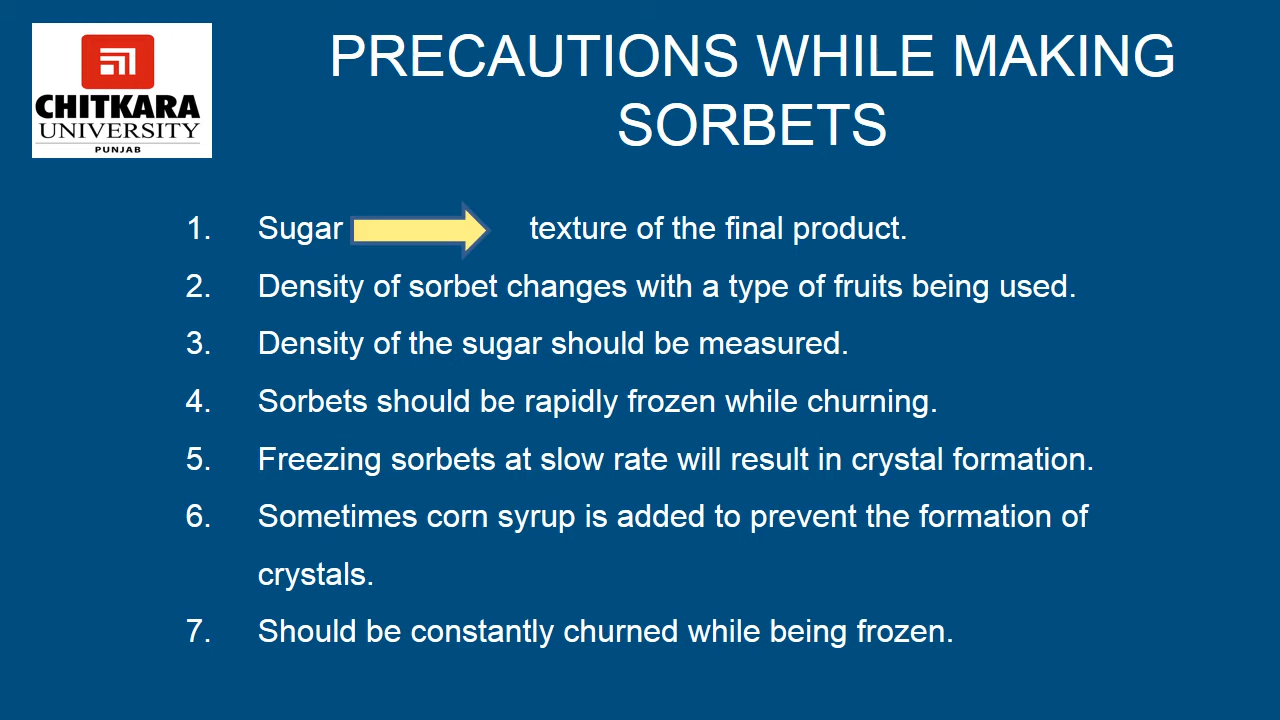 CHITKARA
UNIVERSITY
PUNJAB
PRECAUTIONS WHILE MAKING
SORBETS
1. Sugar texture of the final product.
2. Density of sorbet changes with a type of fruits being used.
3. Density of the sugar should be measured.
4. Sorbets should be rapidly frozen while churning.
5. Freezing sorbets at slow rate will result in crystal formation.
6. Sometimes corn syrup is added to prevent the formation of
crystals.
7. Should be constantly churned while being frozen.